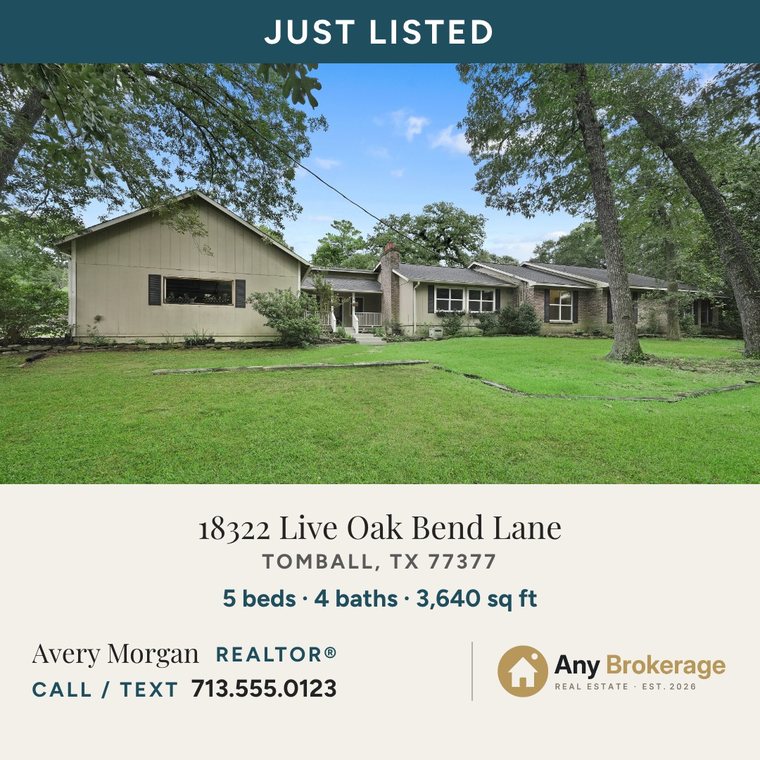 JUST LISTED
18322 Live Oak Bend Lane
TOMBALL, TX 77377
5 beds · 4 baths · 3,640 sq ft
Avery Morgan REALTOR®
CALL / TEXT 713.555.0123
Any Brokerage
REAL ESTATE · EST. 2026